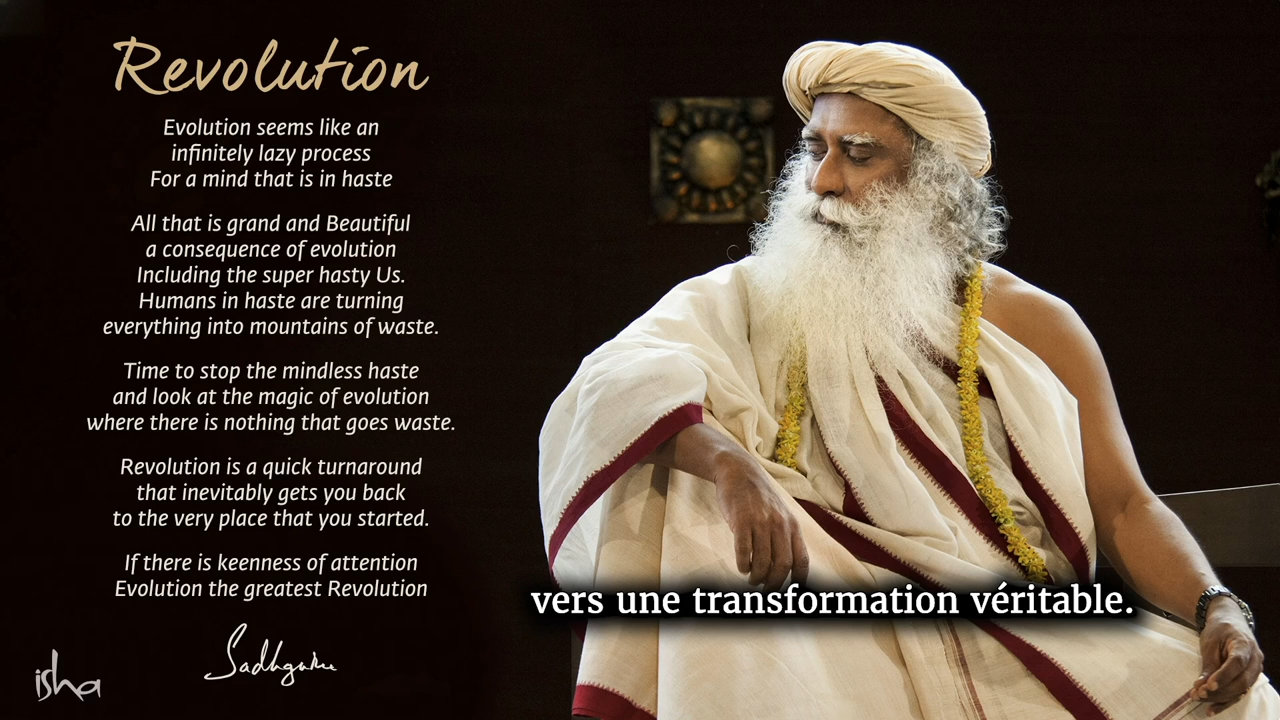 Revolution
Evolution seems like an
infinitely lazy process
For a mind that is in haste
All that is grand and Beautiful
a consequence of evolution
Including the super hasty Us.
Humans in haste are turning
everything into mountains of waste.
Time to stop the mindless haste
and look at the magic of evolution
where there is nothing that goes waste.
Revolution is a quick turnaround
that inevitably gets you back
to the very place that you started.
If there is keenness of attention
Evolution the greatest Revolution
Sadhguru
isha
vers une transformation véritable.